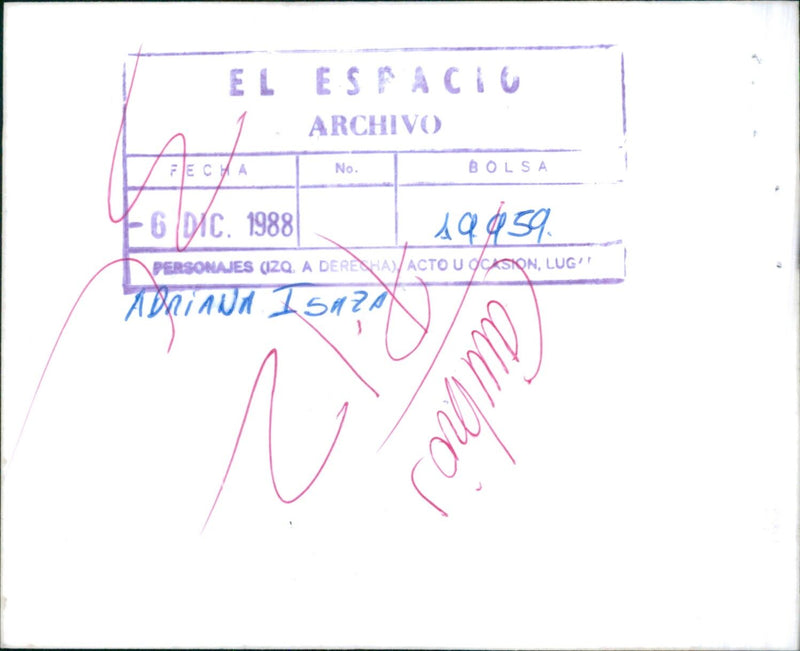 EL ESPACIO
ARCHIVO
FECHA No. BOLSA
- 6 DIC. 1988 19959.
PERSONAJES (IZQ. A DERECHA), ACTO U OCASION, LUG
ADRIANA ISAZA